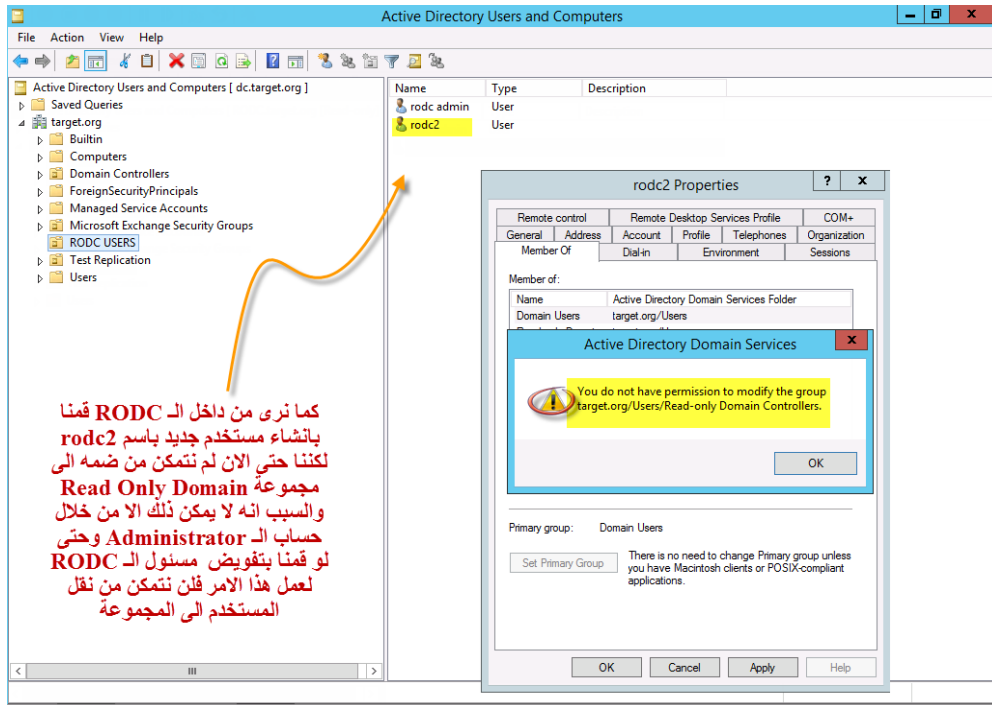 Active Directory Users and Computers
File Action View Help
Active Directory Users and Computers [ dc.target.org ]
Saved Queries
target.org
Builtin
Computers
Domain Controllers
ForeignSecurityPrincipals
Managed Service Accounts
Microsoft Exchange Security Groups
RODC USERS
Test Replication
Users
Name Type Description
rodc admin User
rodc2 User
كما نرى من داخل الـ RODC قمنا
بانشاء مستخدم جديد باسم rodc2
لكننا حتى الان لم نتمكن من ضمه الى
مجموعة Read Only Domain
والسبب انه لا يمكن ذلك الا من خلال
حساب الـ Administrator وحتى
لو قمنا بتفويض مسئول الـ RODC
لعمل هذا الامر فلن نتمكن من نقل
المستخدم الى المجموعة
rodc2 Properties
? x
Remote control Remote Desktop Services Profile COM+
General Address Account Profile Telephones Organization
Member Of Dial-in Environment Sessions
Member of:
Name Active Directory Domain Services Folder
Domain Users target.org/Users
Active Directory Domain Services
x
You do not have permission to modify the group
target.org/Users/Read-only Domain Controllers.
OK
Primary group: Domain Users
Set Primary Group
There is no need to change Primary group unless
you have Macintosh clients or POSIX-compliant
applications.
OK Cancel Apply Help